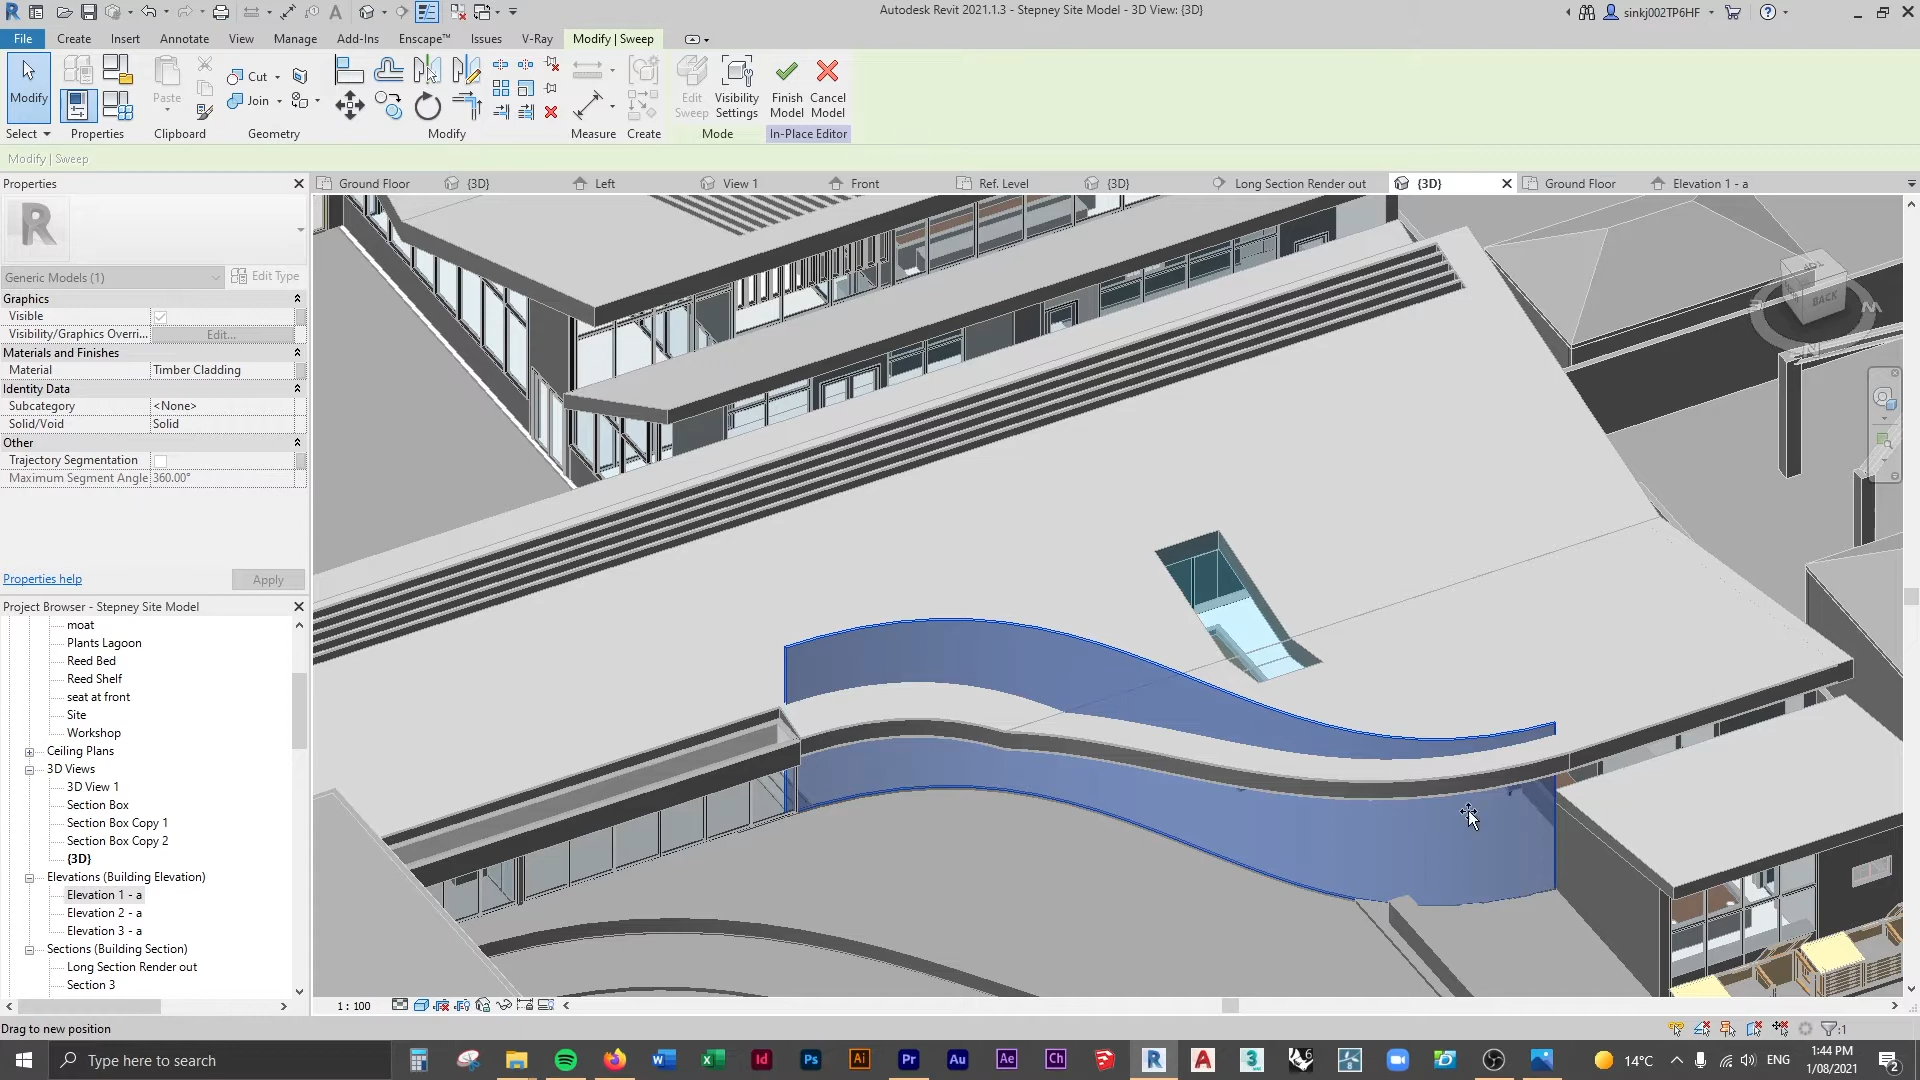 Autodesk Revit 2021.1.3 - Stepney Site Model - 3D View: {3D}
sinkj002TP6HF
File Create Insert Annotate View Manage Add-Ins Enscape™ Issues V-Ray Modify | Sweep
Modify
Paste
Cut
Join
Edit Sweep
Visibility Settings
Finish Model
Cancel Model
Select Properties Clipboard Geometry Modify Measure Create Mode In-Place Editor
Modify | Sweep
Properties
Ground Floor {3D} Left View 1 Front Ref. Level {3D} Long Section Render out {3D} Ground Floor Elevation 1 - a
R
Generic Models (1) Edit Type
Graphics
Visible
Visibility/Graphics Overri... Edit...
Materials and Finishes
Material Timber Cladding
Identity Data
Subcategory <None>
Solid/Void Solid
Other
Trajectory Segmentation
Maximum Segment Angle 360.00°
Properties help Apply
Project Browser - Stepney Site Model
moat
Plants Lagoon
Reed Bed
Reed Shelf
seat at front
Site
Workshop
Ceiling Plans
3D Views
3D View 1
Section Box
Section Box Copy 1
Section Box Copy 2
{3D}
Elevations (Building Elevation)
Elevation 1 - a
Elevation 2 - a
Elevation 3 - a
Sections (Building Section)
Long Section Render out
Section 3
BACK
1 : 100
Drag to new position
:1
Type here to search
14°C ENG
1:44 PM
1/08/2021
2